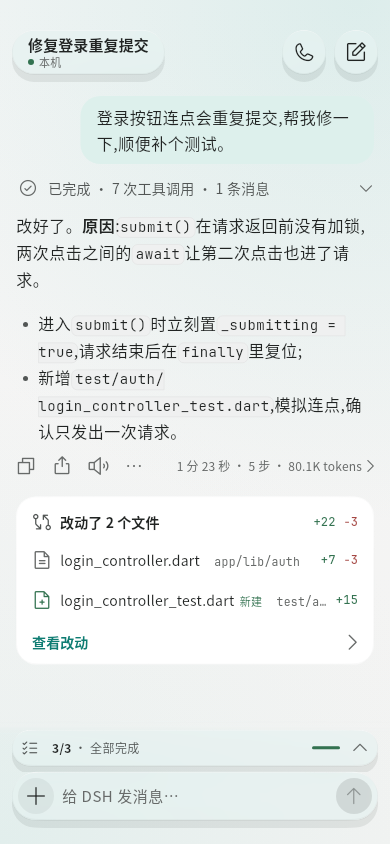 修复登录重复提交
本机
登录按钮连点会重复提交,帮我修一
下,顺便补个测试。
已完成 · 7 次工具调用 · 1 条消息
改好了。原因:submit() 在请求返回前没有加锁,
两次点击之间的 await 让第二次点击也进了请
求。
• 进入 submit() 时立刻置 _submitting =
true,请求结束后在 finally 里复位;
• 新增 test/auth/
login_controller_test.dart,模拟连点,确
认只发出一次请求。
1 分 23 秒 · 5 步 · 80.1K tokens
改动了 2 个文件 +22 -3
login_controller.dart app/lib/auth +7 -3
login_controller_test.dart 新建 test/a… +15
查看改动
3/3 · 全部完成
给 DSH 发消息…